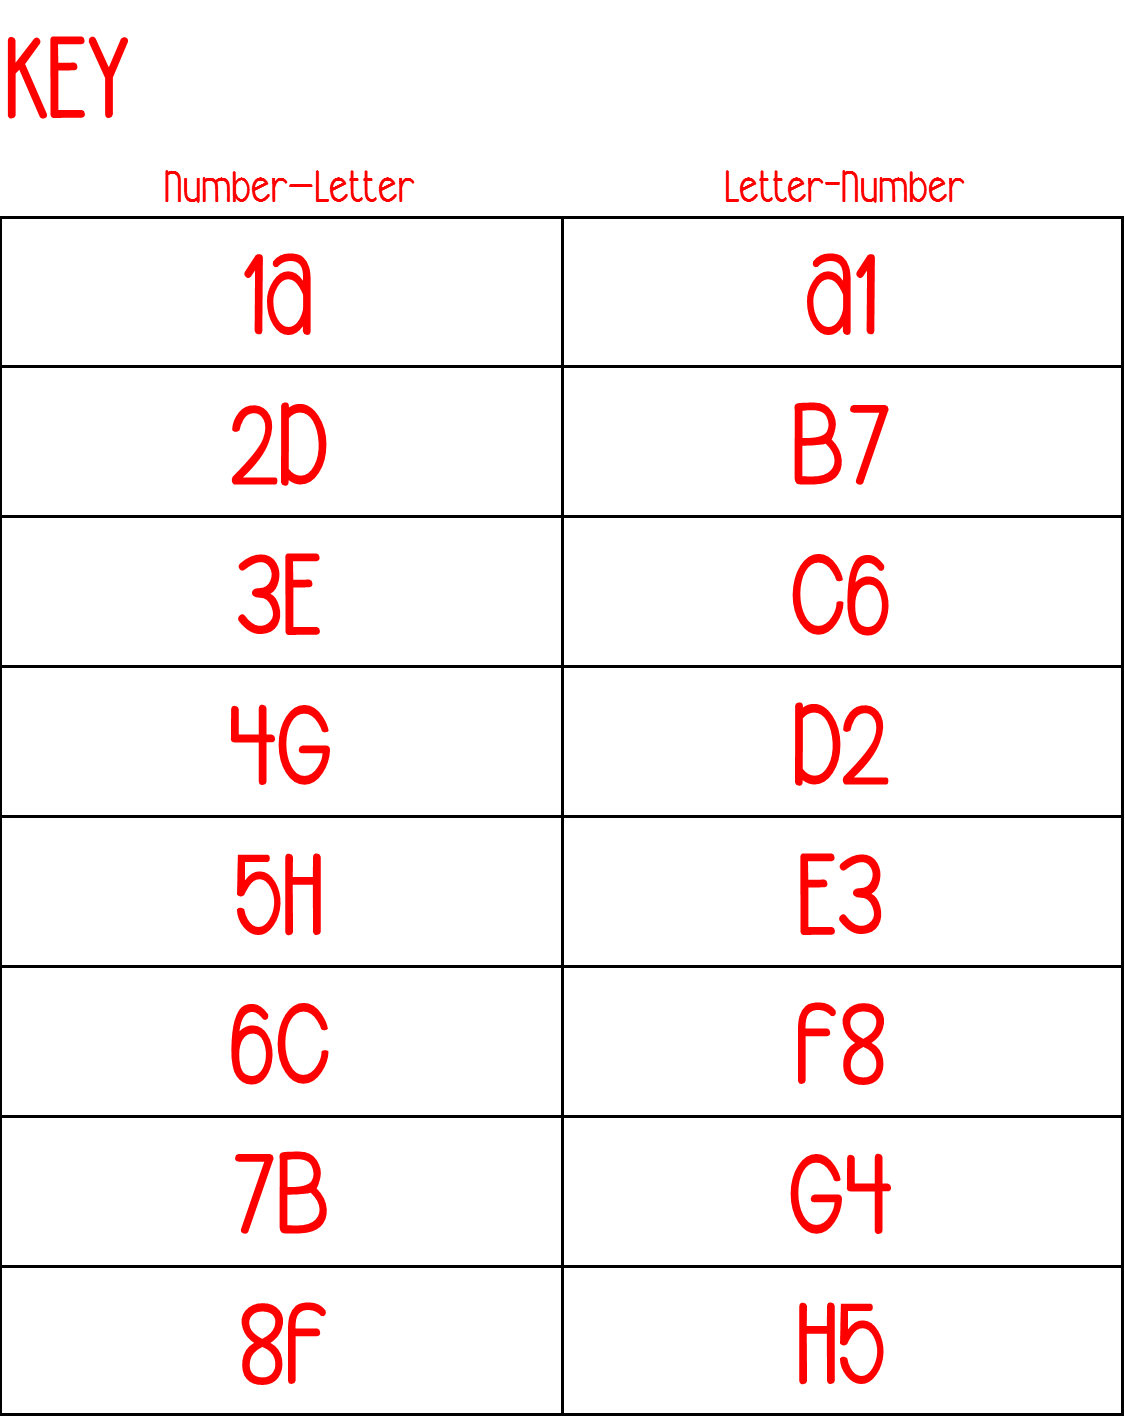 KEY
Number-Letter Letter-Number
1a a1
2D B7
3E C6
4G D2
5H E3
6C F8
7B G4
8F H5